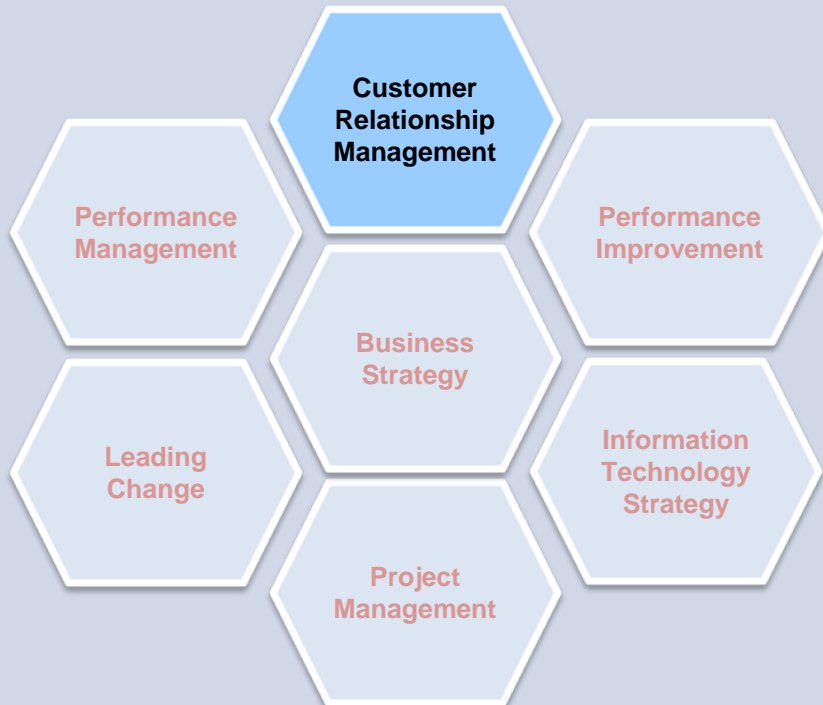 Customer
Relationship
Management
Performance
Management
Performance
Improvement
Business
Strategy
Leading
Change
Information
Technology
Strategy
Project
Management